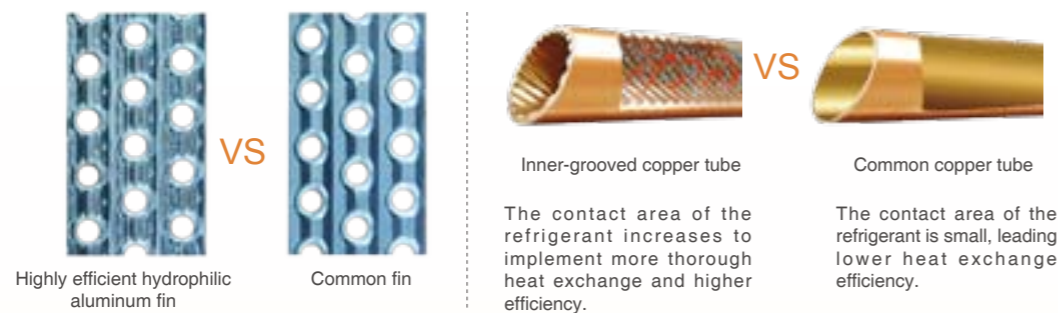 VS
Highly efficient hydrophilic
aluminum fin
Common fin
VS
Inner-grooved copper tube
The contact area of the
refrigerant increases to
implement more thorough
heat exchange and higher
efficiency.
Common copper tube
The contact area of the
refrigerant is small, leading
lower heat exchange
efficiency.